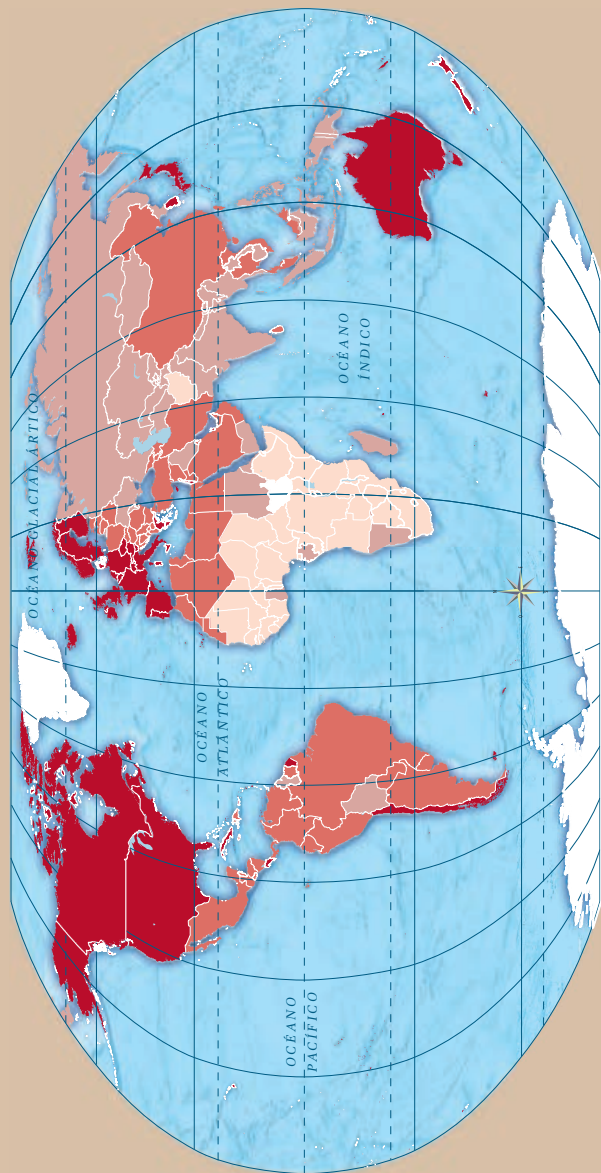 OCÉANO GLACIAL ÁRTICO
OCÉANO
ATLÁNTICO
OCÉANO
PACÍFICO
OCÉANO
ÍNDICO